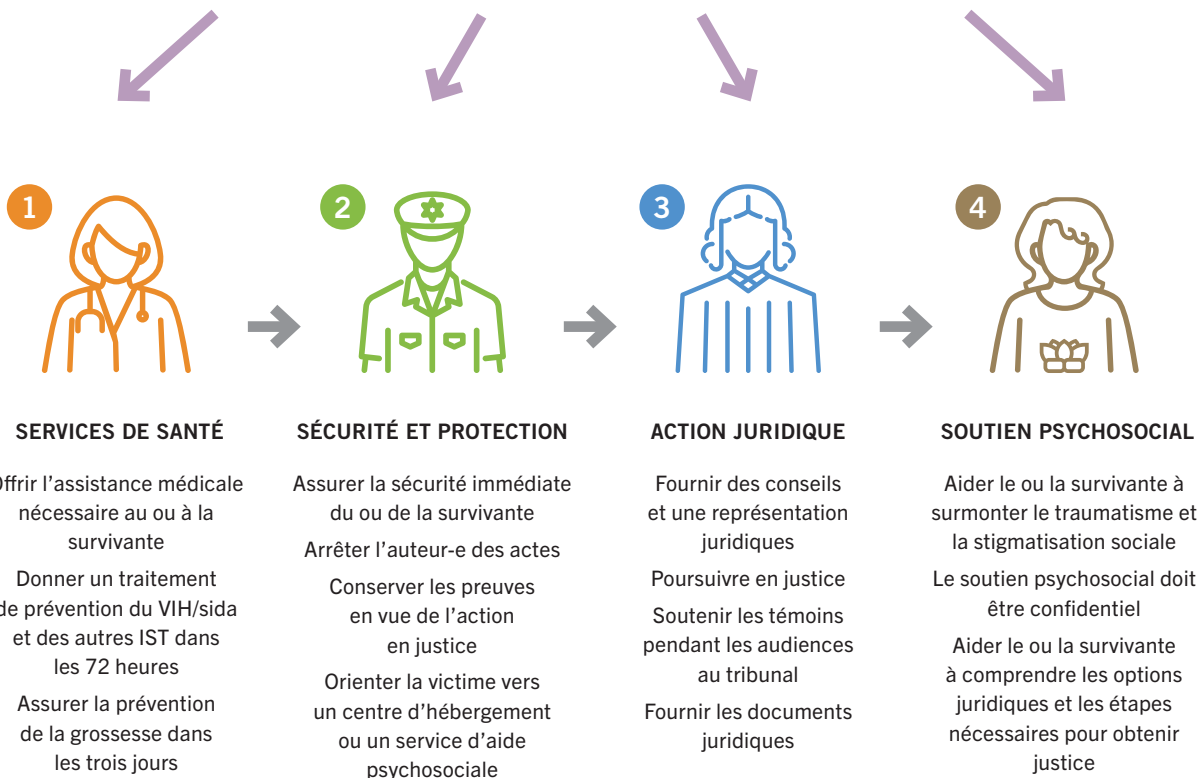 1
SERVICES DE SANTÉ
Offrir l’assistance médicale
nécessaire au ou à la
survivante
Donner un traitement
de prévention du VIH/sida
et des autres IST dans
les 72 heures
Assurer la prévention
de la grossesse dans
les trois jours
2
SÉCURITÉ ET PROTECTION
Assurer la sécurité immédiate
du ou de la survivante
Arrêter l’auteur-e des actes
Conserver les preuves
en vue de l’action
en justice
Orienter la victime vers
un centre d’hébergement
ou un service d’aide
psychosociale
3
ACTION JURIDIQUE
Fournir des conseils
et une représentation
juridiques
Poursuivre en justice
Soutenir les témoins
pendant les audiences
au tribunal
Fournir les documents
juridiques
4
SOUTIEN PSYCHOSOCIAL
Aider le ou la survivante à
surmonter le traumatisme et
la stigmatisation sociale
Le soutien psychosocial doit
être confidentiel
Aider le ou la survivante
à comprendre les options
juridiques et les étapes
nécessaires pour obtenir
justice